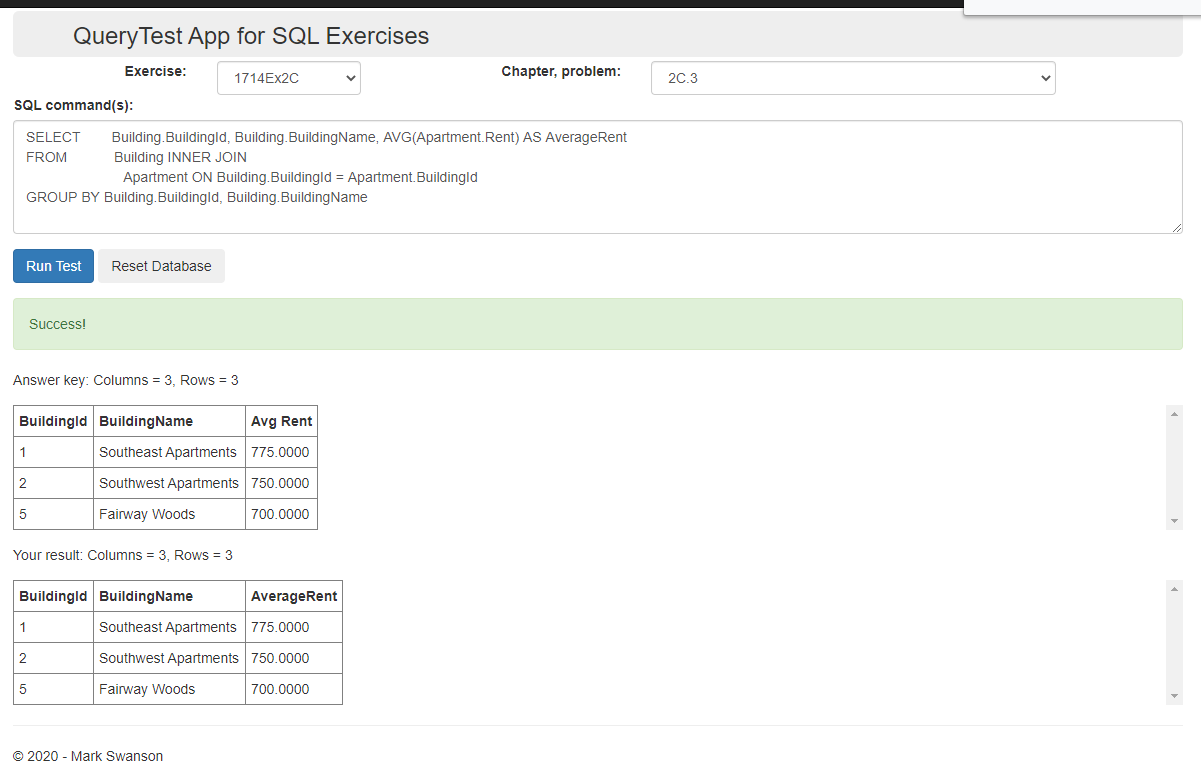 QueryTest App for SQL Exercises
Exercise: 1714Ex2C Chapter, problem: 2C.3
SQL command(s):
SELECT Building.BuildingId, Building.BuildingName, AVG(Apartment.Rent) AS AverageRent
FROM Building INNER JOIN
Apartment ON Building.BuildingId = Apartment.BuildingId
GROUP BY Building.BuildingId, Building.BuildingName
Run Test Reset Database
Success!
Answer key: Columns = 3, Rows = 3
BuildingId BuildingName Avg Rent
1 Southeast Apartments 775.0000
2 Southwest Apartments 750.0000
5 Fairway Woods 700.0000
Your result: Columns = 3, Rows = 3
BuildingId BuildingName AverageRent
1 Southeast Apartments 775.0000
2 Southwest Apartments 750.0000
5 Fairway Woods 700.0000
© 2020 - Mark Swanson